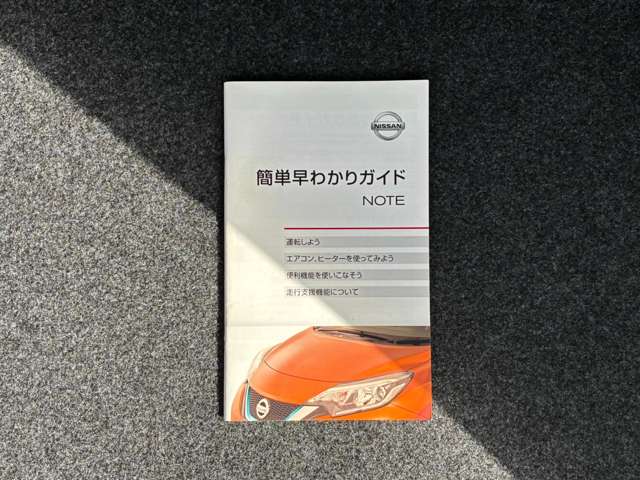 NISSAN
簡単早わかりガイド
NOTE
運転しよう
エアコン、ヒーターを使ってみよう
便利機能を使いこなそう
走行支援機能について